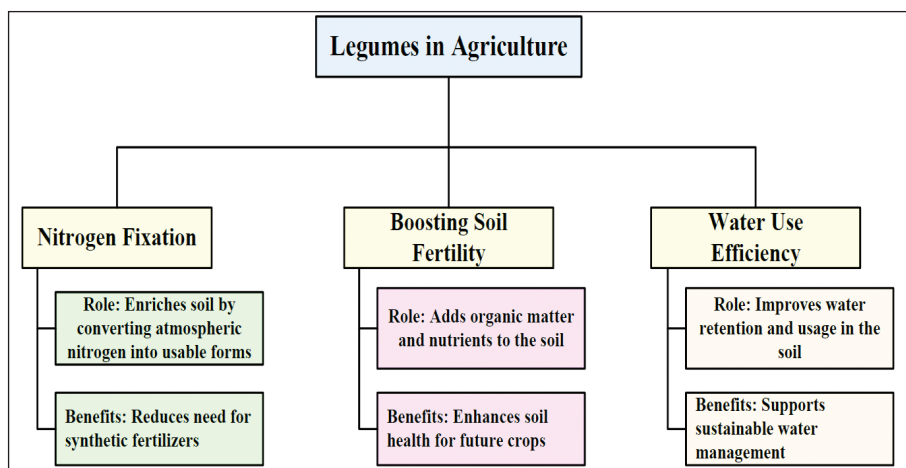 Legumes in Agriculture
Nitrogen Fixation
Role: Enriches soil by
converting atmospheric
nitrogen into usable forms
Benefits: Reduces need for
synthetic fertilizers
Boosting Soil
Fertility
Role: Adds organic matter
and nutrients to the soil
Benefits: Enhances soil
health for future crops
Water Use
Efficiency
Role: Improves water
retention and usage in the
soil
Benefits: Supports
sustainable water
management